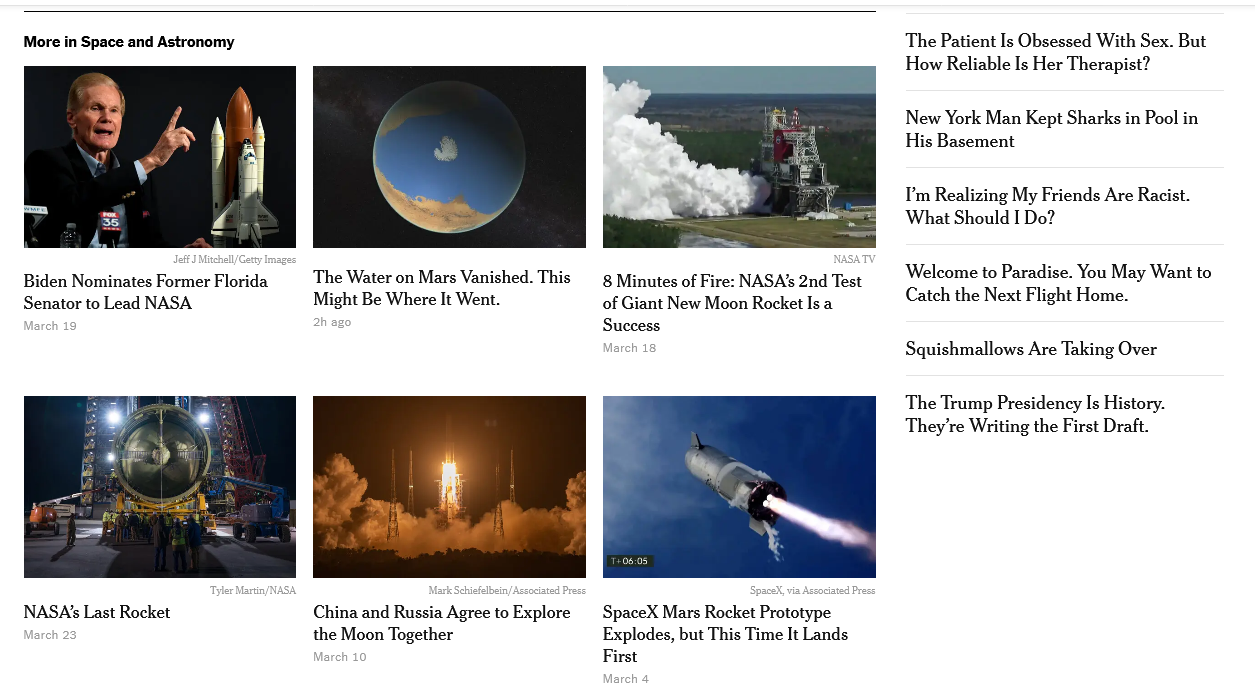 More in Space and Astronomy
WMFE
FOX
35
NEWS
Jeff J Mitchell/Getty Images
Biden Nominates Former Florida
Senator to Lead NASA
March 19
The Water on Mars Vanished. This
Might Be Where It Went.
2h ago
NASA TV
8 Minutes of Fire: NASA’s 2nd Test
of Giant New Moon Rocket Is a
Success
March 18
Tyler Martin/NASA
NASA’s Last Rocket
March 23
Mark Schiefelbein/Associated Press
China and Russia Agree to Explore
the Moon Together
March 10
T+06:05
SpaceX, via Associated Press
SpaceX Mars Rocket Prototype
Explodes, but This Time It Lands
First
March 4
The Patient Is Obsessed With Sex. But
How Reliable Is Her Therapist?
New York Man Kept Sharks in Pool in
His Basement
I’m Realizing My Friends Are Racist.
What Should I Do?
Welcome to Paradise. You May Want to
Catch the Next Flight Home.
Squishmallows Are Taking Over
The Trump Presidency Is History.
They’re Writing the First Draft.